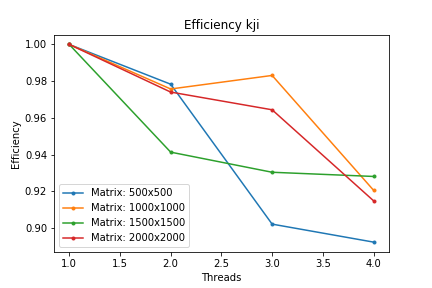 Efficiency kji
Efficiency
1.00
0.98
0.96
0.94
0.92
0.90
Matrix: 500x500
Matrix: 1000x1000
Matrix: 1500x1500
Matrix: 2000x2000
1.0 1.5 2.0 2.5 3.0 3.5 4.0
Threads